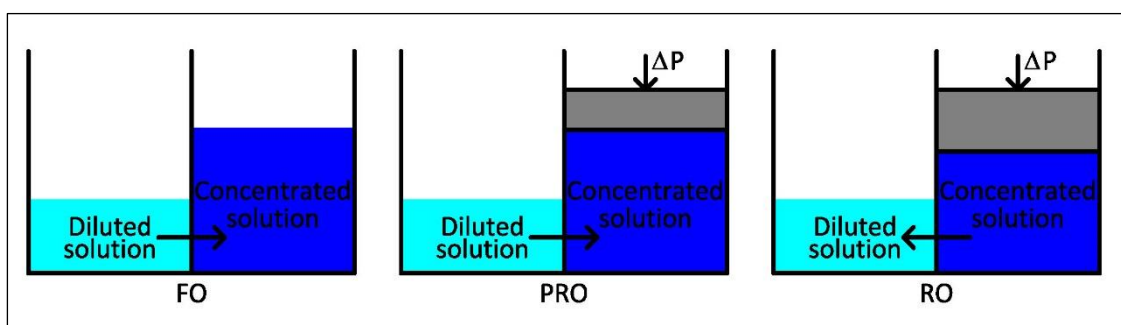 Diluted
solution
Concentrated
solution
FO
ΔP
Diluted
solution
Concentrated
solution
PRO
ΔP
Diluted
solution
Concentrated
solution
RO